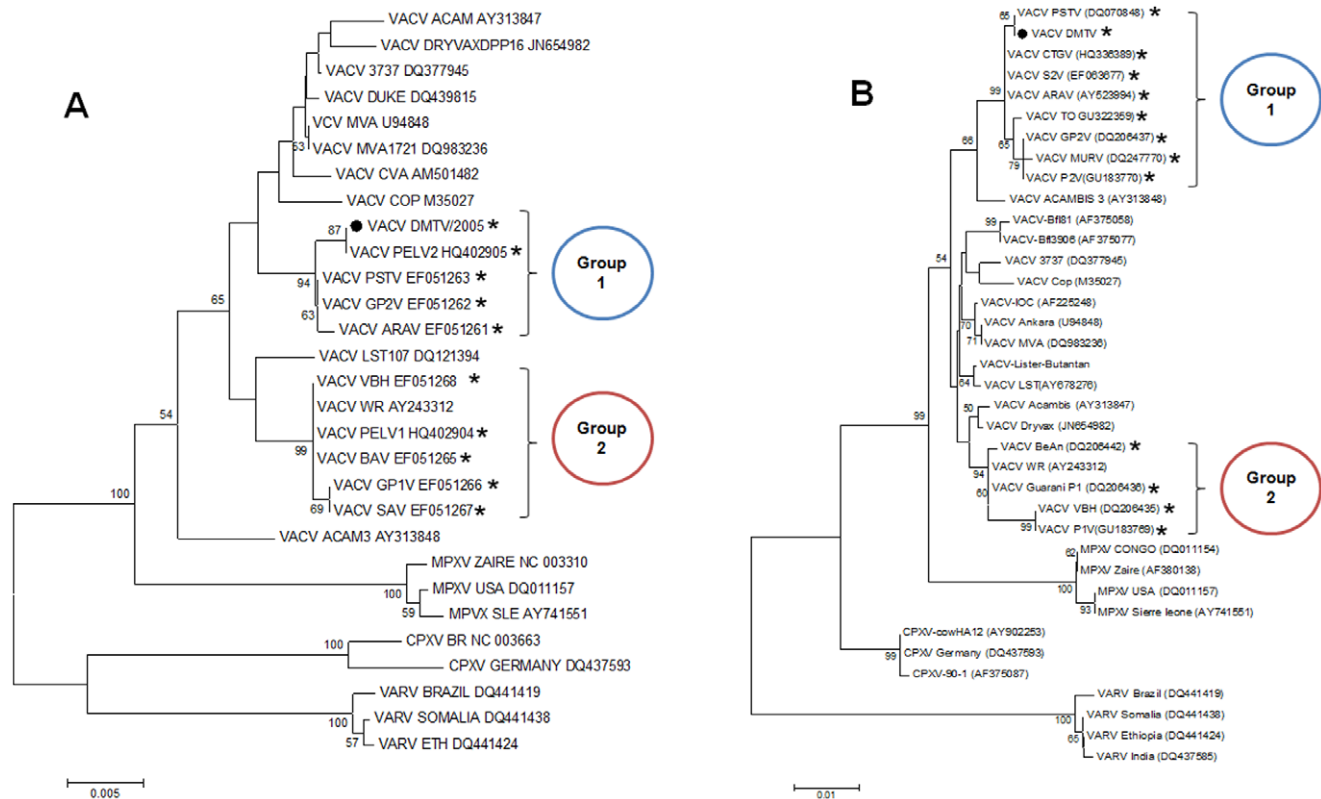 A
VACV ACAM AY313847
VACV DRYVAXDPP16 JN654982
VACV 3737 DQ377945
VACV DUKE DQ439815
VCV MVA U94848
53
VACV MVA1721 DQ983236
VACV CVA AM501482
VACV COP M35027
VACV DMTV/2005 *
87
VACV PELV2 HQ402905 *
VACV PSTV EF051263 *
94
VACV GP2V EF051262 *
63
VACV ARAV EF051261 *
Group
1
65
VACV LST107 DQ121394
VACV VBH EF051268 *
VACV WR AY243312
VACV PELV1 HQ402904 *
99
VACV BAV EF051265 *
VACV GP1V EF051266 *
69
VACV SAV EF051267 *
Group
2
54
VACV ACAM3 AY313848
100
MPXV ZAIRE NC 003310
MPXV USA DQ011157
100
59
MPVX SLE AY741551
CPXV BR NC 003663
100
CPXV GERMANY DQ437593
VARV BRAZIL DQ441419
100
VARV SOMALIA DQ441438
57
VARV ETH DQ441424
0.005
B
VACV PSTV (DQ070848) *
65
VACV DMTV *
VACV CTGV (HQ336389) *
VACV S2V (EF063677) *
99
VACV ARAV (AY523994) *
VACV TO GU322359) *
65
VACV GP2V (DQ206437) *
VACV MURV (DQ247770) *
79
VACV P2V(GU183770) *
Group
1
66
VACV ACAMBIS 3 (AY313848)
99
VACV-Bfl81 (AF375058)
VACV-Bfl3906 (AF375077)
54
VACV 3737 (DQ377945)
VACV Cop (M35027)
VACV-IOC (AF225248)
70
VACV Ankara (U94848)
71
VACV MVA (DQ983236)
VACV-Lister-Butantan
64
VACV LST(AY678276)
50
VACV Acambis (AY313847)
VACV Dryvax (JN654982)
99
VACV BeAn (DQ206442) *
94
VACV WR (AY243312)
60
VACV Guarani P1 (DQ206436) *
VACV VBH (DQ206435) *
99
VACV P1V(GU183769) *
Group
2
62
MPXV CONGO (DQ011154)
MPXV Zaire (AF380138)
100
MPXV USA (DQ011157)
93
MPXV Sierre leone (AY741551)
CPXV-cowHA12 (AY902253)
99
CPXV Germany (DQ437593)
CPXV-90-1 (AF375087)
VARV Brazil (DQ441419)
100
VARV Somalia (DQ441438)
65
VARV Ethiopia (DQ441424)
VARV India (DQ437585)
0.01